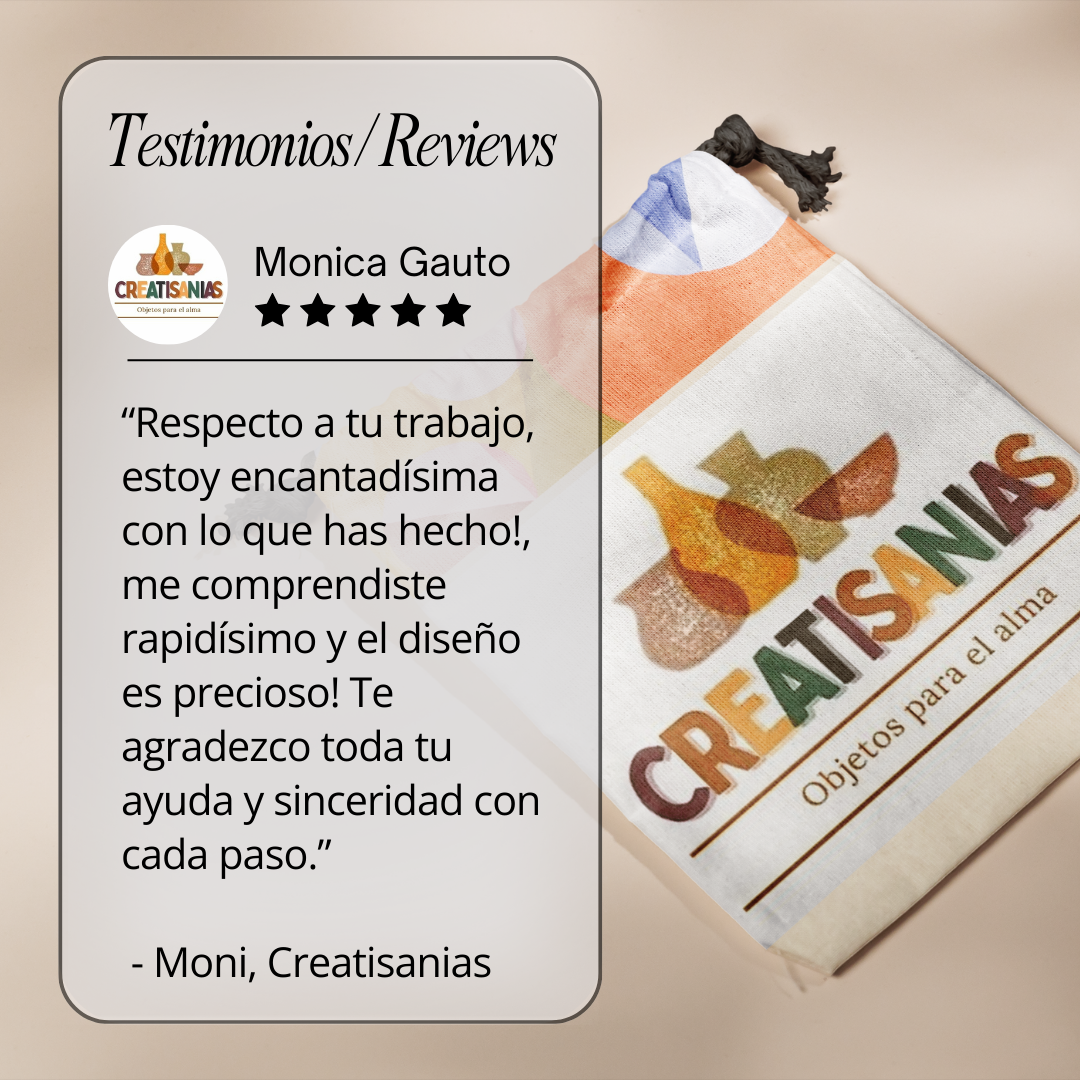 Testimonios/Reviews
CREATISANIAS
Objetos para el alma
Monica Gauto
“Respecto a tu trabajo,
estoy encantadísima
con lo que has hecho!,
me comprendiste
rapidísimo y el diseño
es precioso! Te
agradezco toda tu
ayuda y sinceridad con
cada paso.”
- Moni, Creatisanias
CREATISANIAS
Objetos para el alma